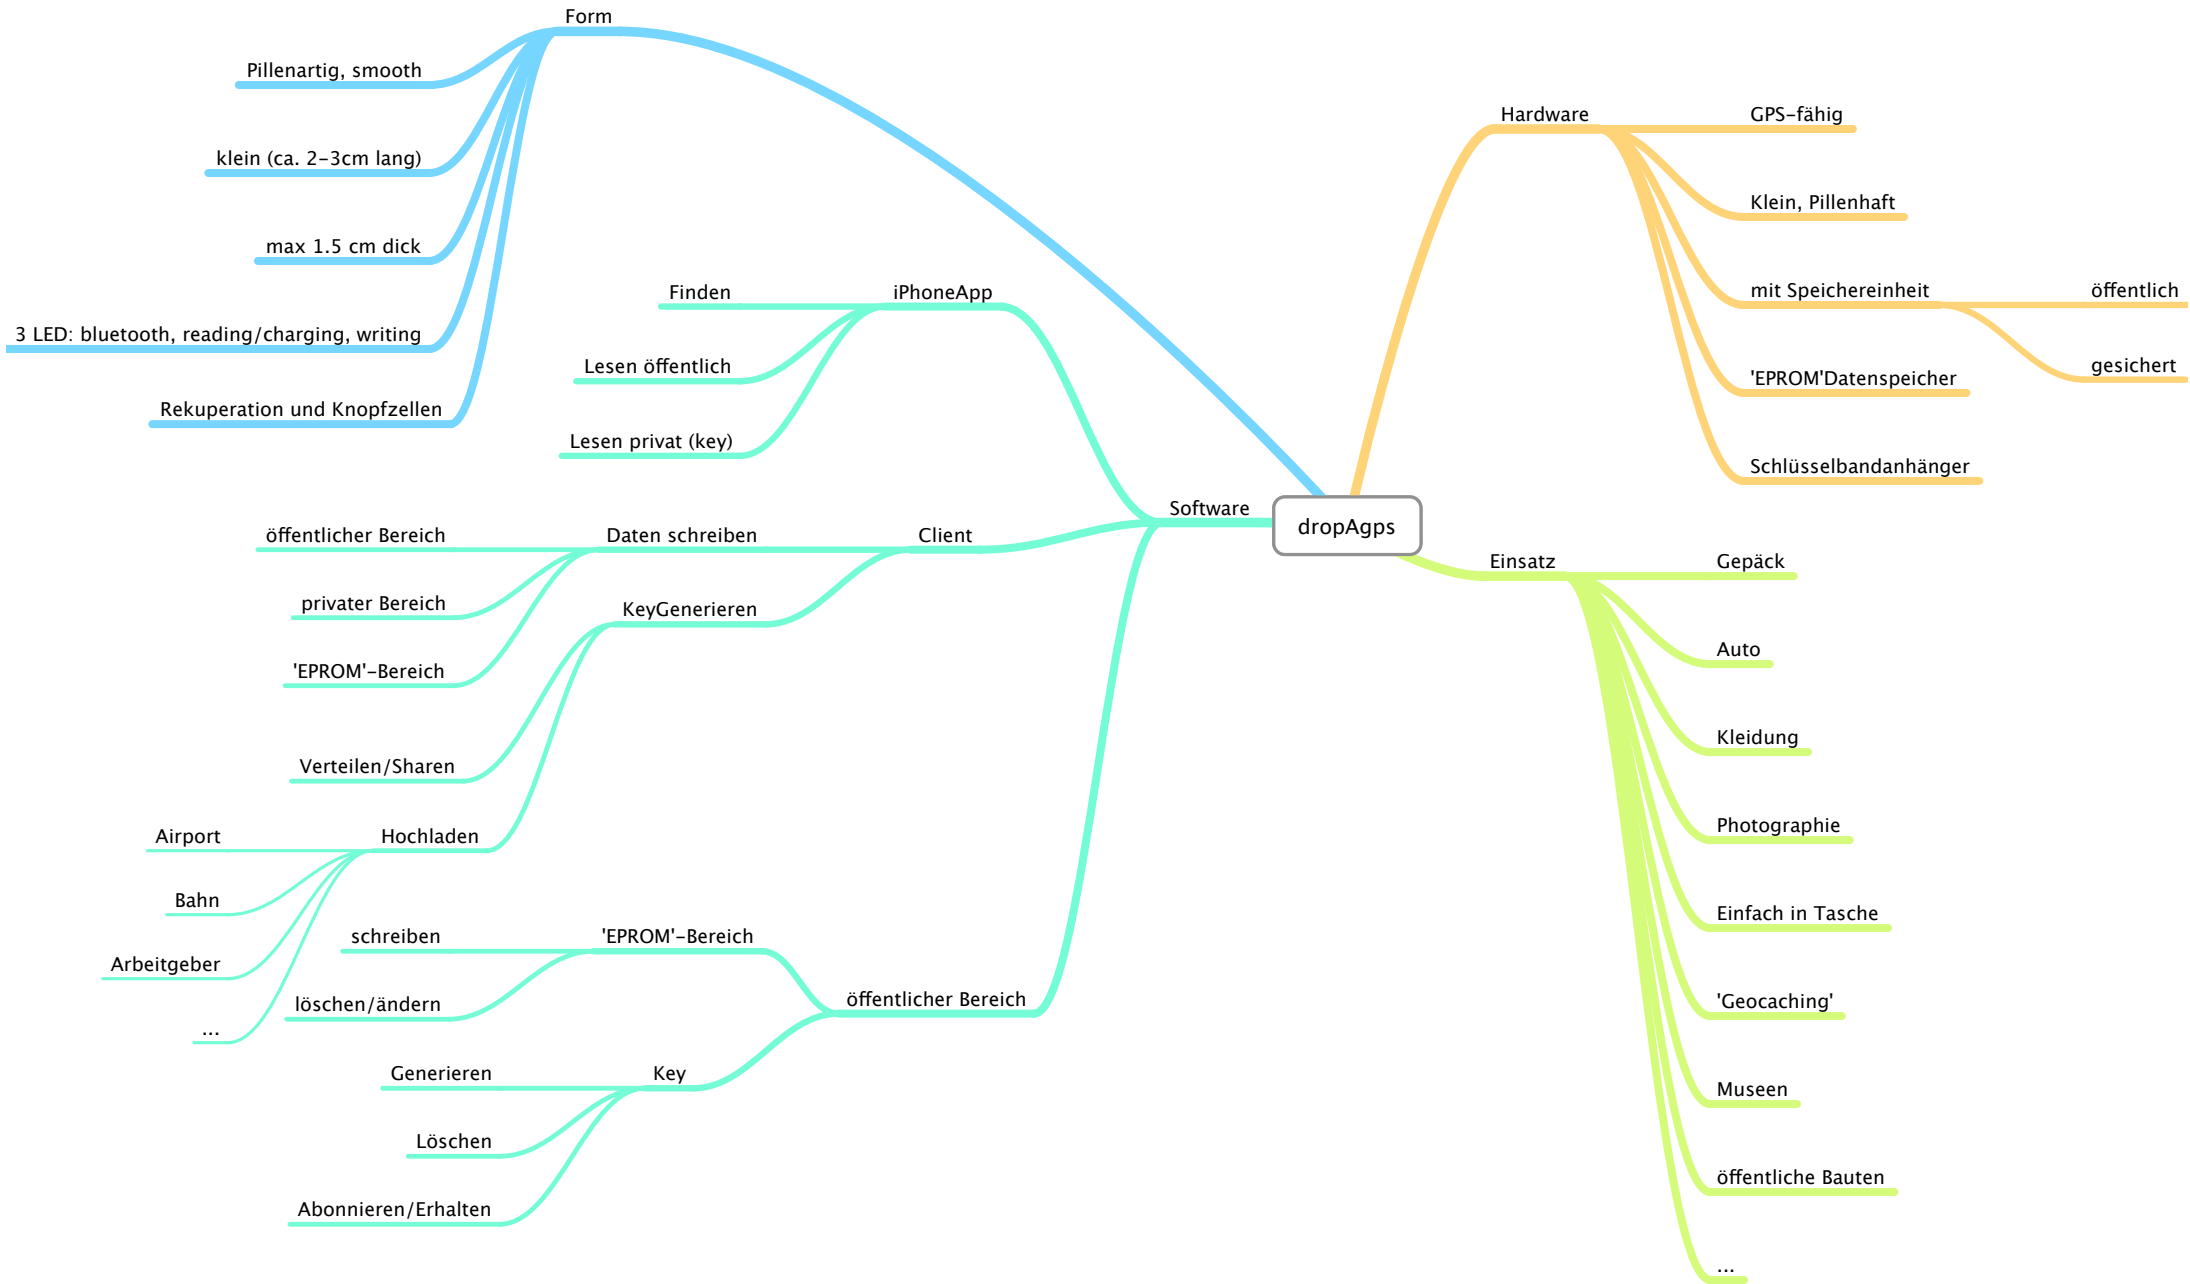 Form
Pillenartig, smooth
klein (ca. 2-3cm lang)
max 1.5 cm dick
3 LED: bluetooth, reading/charging, writing
Rekuperation und Knopfzellen
Hardware
GPS-fähig
Klein, Pillenhaft
mit Speichereinheit
öffentlich
gesichert
'EPROM'Datenspeicher
Schlüsselbandanhänger
dropAgps
Software
iPhoneApp
Finden
Lesen öffentlich
Lesen privat (key)
Client
Daten schreiben
öffentlicher Bereich
privater Bereich
'EPROM'-Bereich
KeyGenerieren
Verteilen/Sharen
Hochladen
Airport
Bahn
Arbeitgeber
...
öffentlicher Bereich
'EPROM'-Bereich
schreiben
löschen/ändern
Key
Generieren
Löschen
Abonnieren/Erhalten
Einsatz
Gepäck
Auto
Kleidung
Photographie
Einfach in Tasche
'Geocaching'
Museen
öffentliche Bauten
...